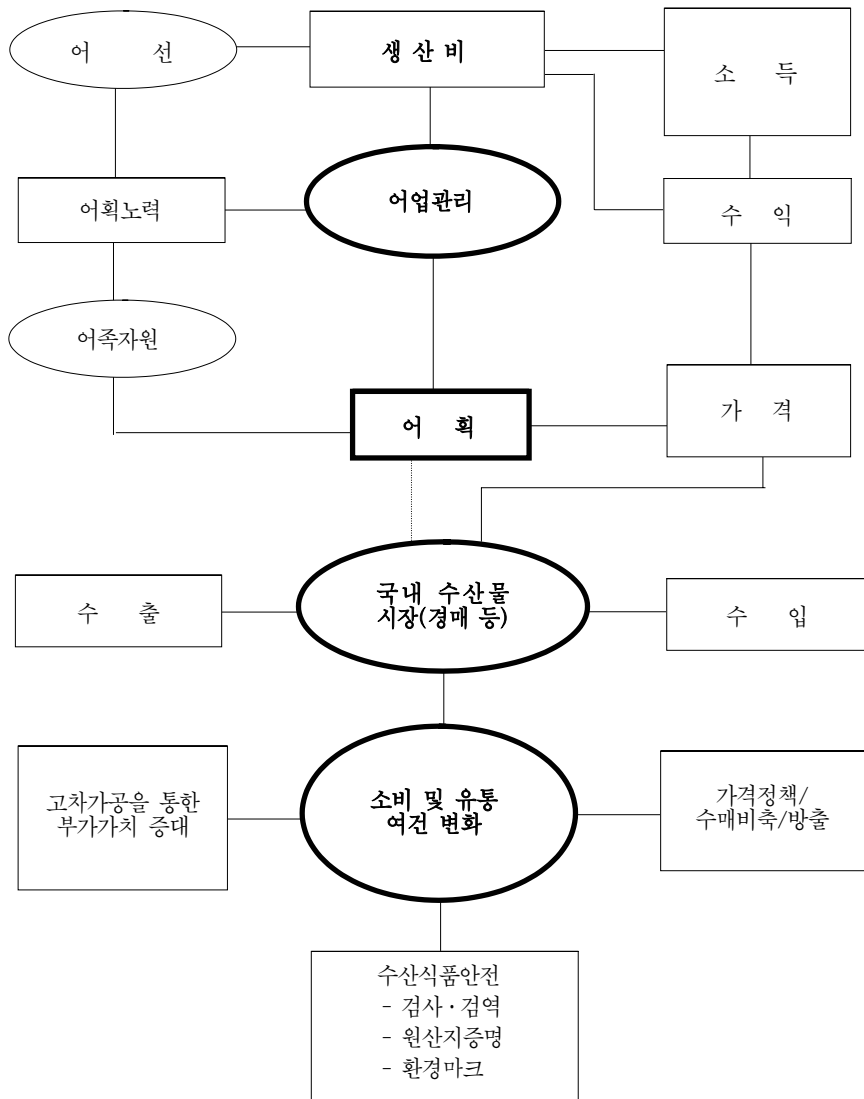 어 선
생 산 비
소 득
어획노력
어업관리
수 익
어족자원
어 획
가 격
수 출
국내 수산물
시장(경매 등)
수 입
고차가공을 통한
부가가치 증대
소비 및 유통
여건 변화
가격정책/
수매비축/방출
수산식품안전
- 검사·검역
- 원산지증명
- 환경마크